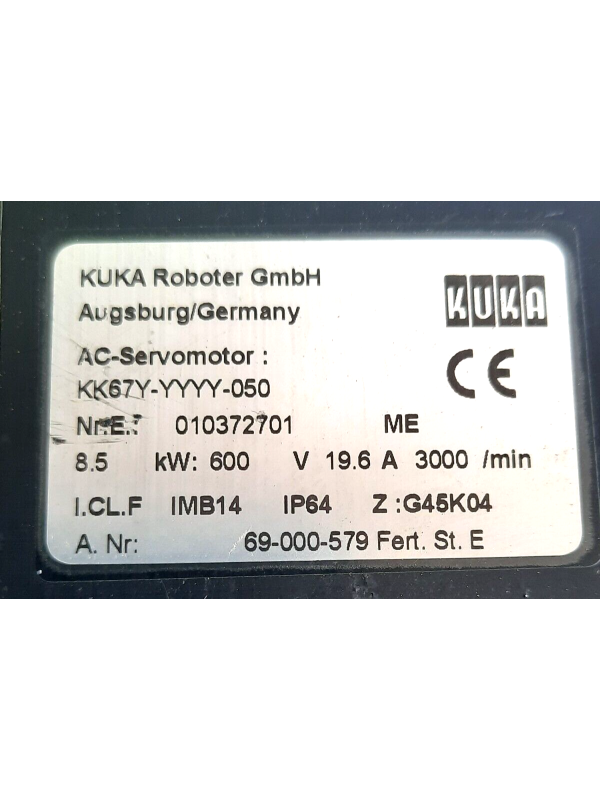 KUKA Roboter GmbH
KUKA
Augsburg/Germany
AC-Servomotor :
CE
KK67Y-YYYY-050
Nr.E.: 010372701 ME
8.5 kW: 600 V 19.6 A 3000 /min
I.CL.F IMB14 IP64 Z :G45K04
A. Nr: 69-000-579 Fert. St. E